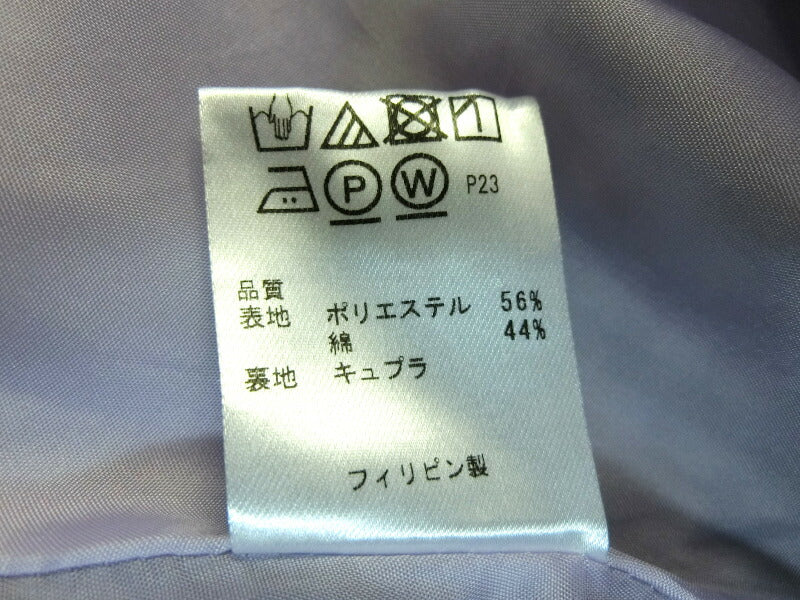 P W P23
品質
表地 ポリエステル 56%
綿 44%
裏地 キュプラ
フィリピン製